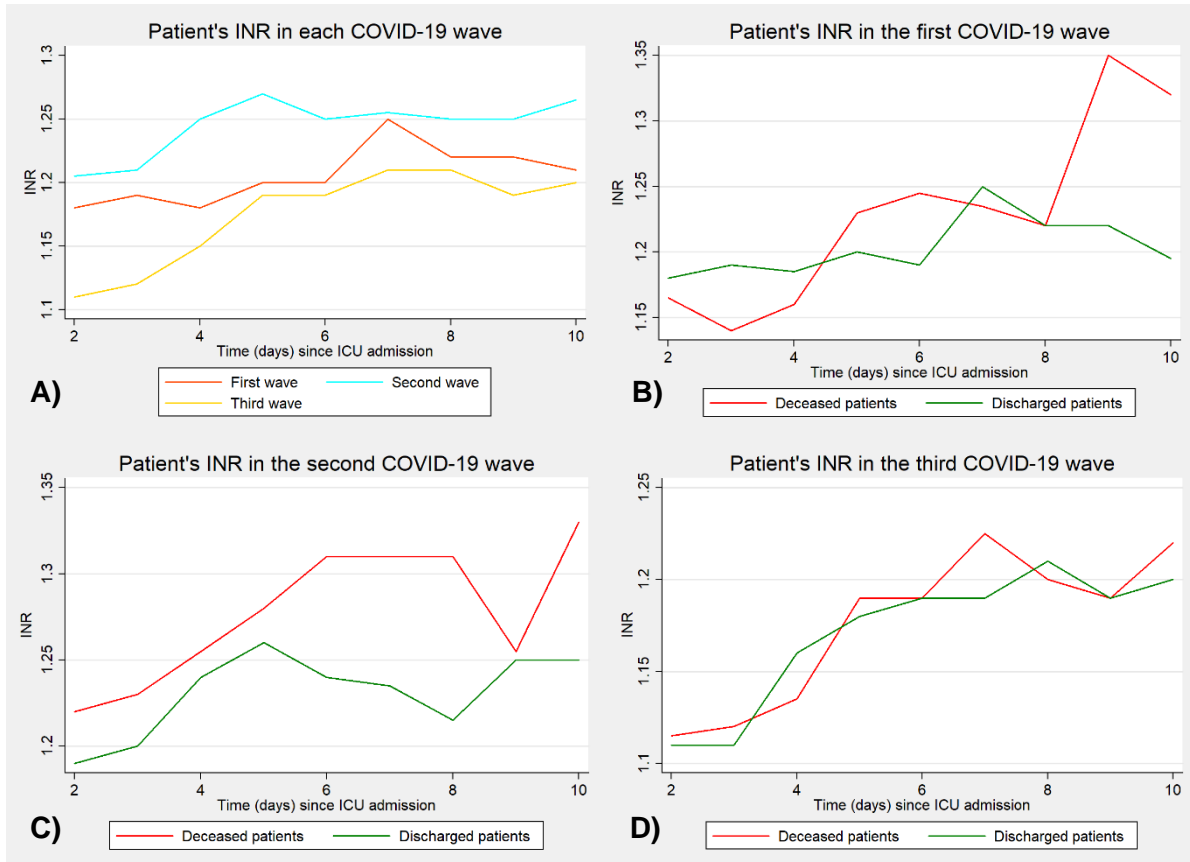 Patient's INR in each COVID-19 wave
INR
1.3
1.25
1.2
1.15
1.1
2 4 6 8 10
Time (days) since ICU admission
First wave Second wave
Third wave
A)
Patient's INR in the first COVID-19 wave
INR
1.35
1.3
1.25
1.2
1.15
2 4 6 8 10
Time (days) since ICU admission
Deceased patients Discharged patients
B)
Patient's INR in the second COVID-19 wave
INR
1.35
1.3
1.25
1.2
2 4 6 8 10
Time (days) since ICU admission
Deceased patients Discharged patients
C)
Patient's INR in the third COVID-19 wave
INR
1.25
1.2
1.15
1.1
2 4 6 8 10
Time (days) since ICU admission
Deceased patients Discharged patients
D)